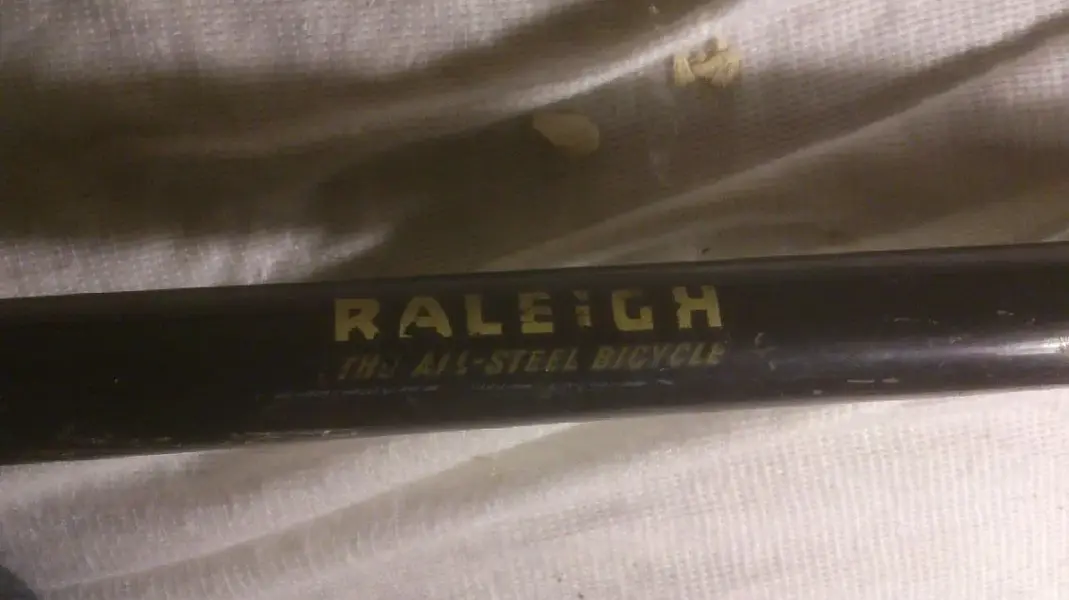 RALEIGH
THE ALL-STEEL BICYCLE